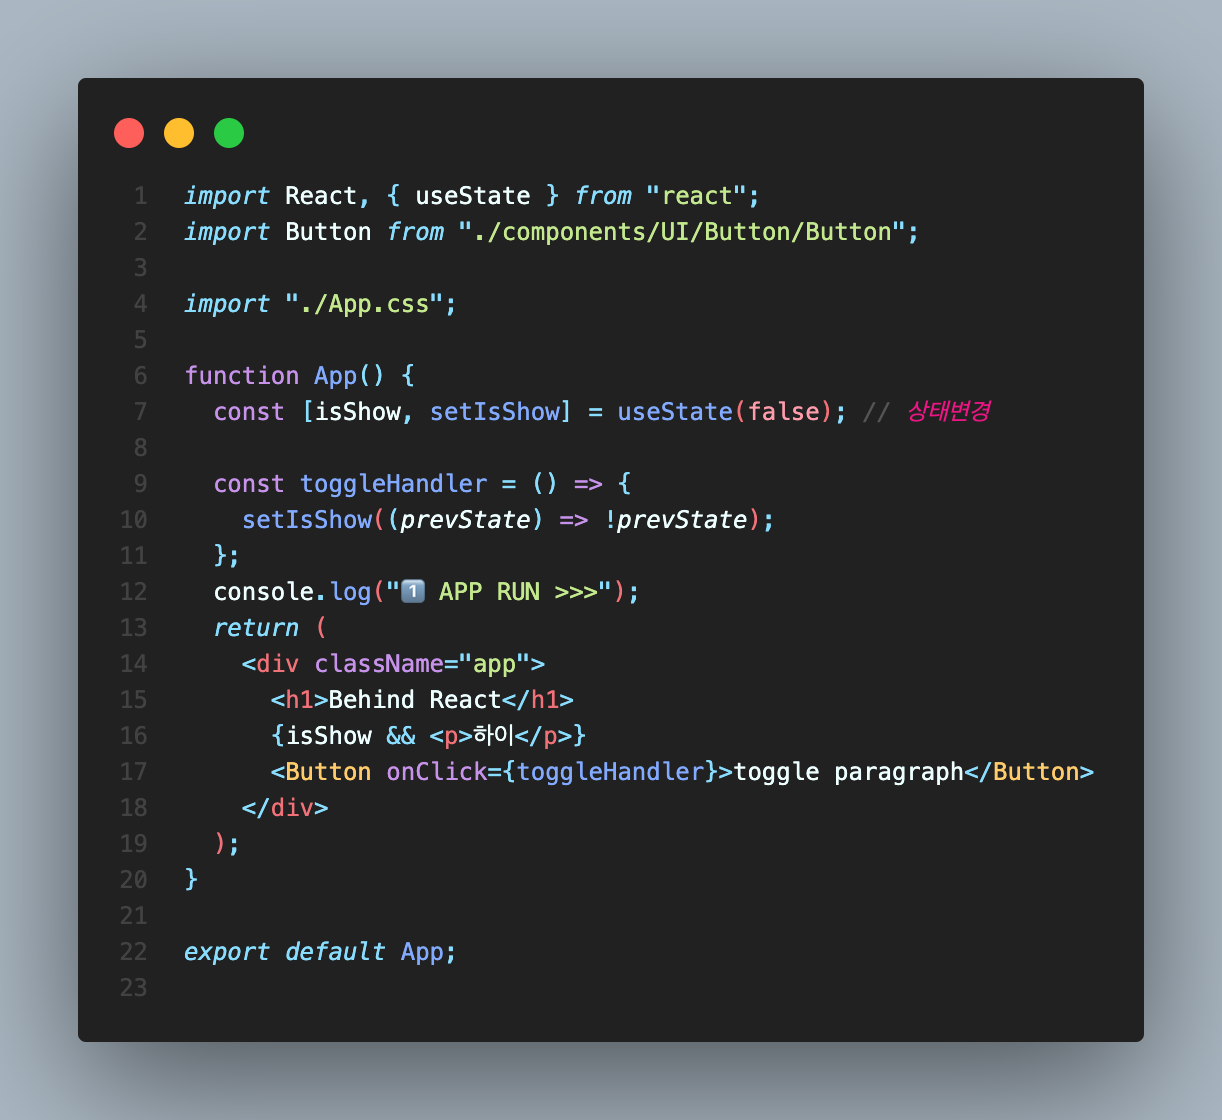 1 import React, { useState } from "react";
2 import Button from "./components/UI/Button/Button";
3
4 import "./App.css";
5
6 function App() {
7   const [isShow, setIsShow] = useState(false); // 상태변경
8
9   const toggleHandler = () => {
10     setIsShow((prevState) => !prevState);
11   };
12   console.log("1️⃣ APP RUN >>>");
13   return (
14     <div className="app">
15       <h1>Behind React</h1>
16       {isShow && <p>하이</p>}
17       <Button onClick={toggleHandler}>toggle paragraph</Button>
18     </div>
19   );
20 }
21
22 export default App;
23